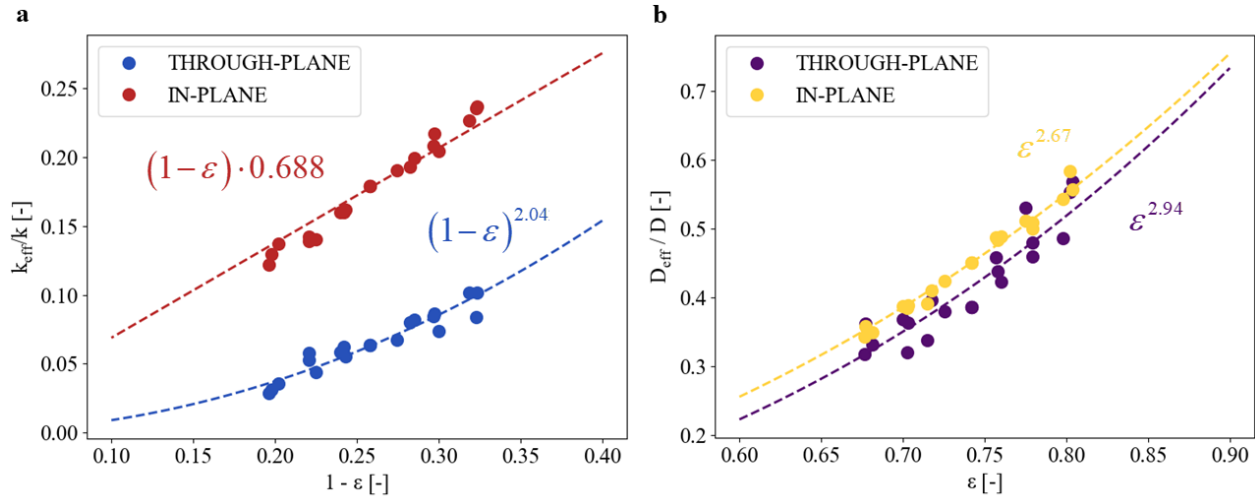 a
THROUGH-PLANE
IN-PLANE
(1−ε)·0.688
(1−ε)^2.04
k_eff/k [-]
0.25
0.20
0.15
0.10
0.05
0.00
0.10 0.15 0.20 0.25 0.30 0.35 0.40
1 - ε [-]
b
THROUGH-PLANE
IN-PLANE
ε^2.67
ε^2.94
D_eff / D [-]
0.7
0.6
0.5
0.4
0.3
0.2
0.60 0.65 0.70 0.75 0.80 0.85 0.90
ε [-]